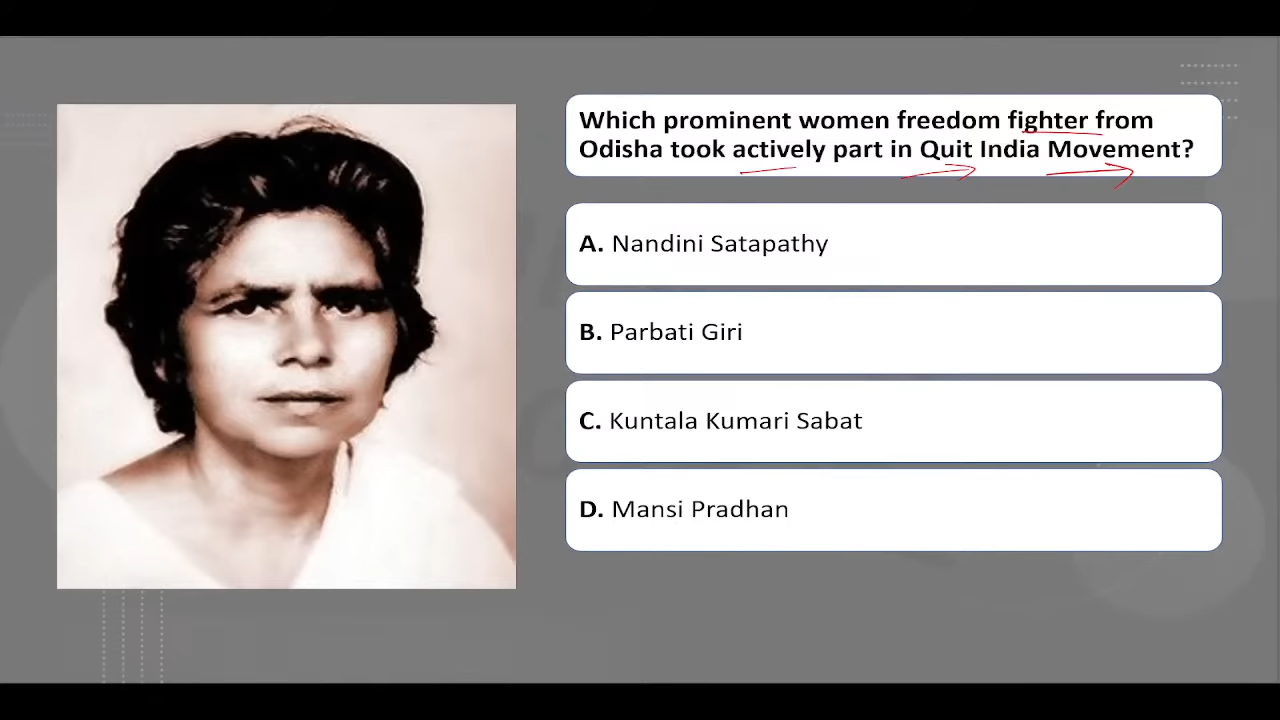 Which prominent women freedom fighter from
Odisha took actively part in Quit India Movement?
A. Nandini Satapathy
B. Parbati Giri
C. Kuntala Kumari Sabat
D. Mansi Pradhan